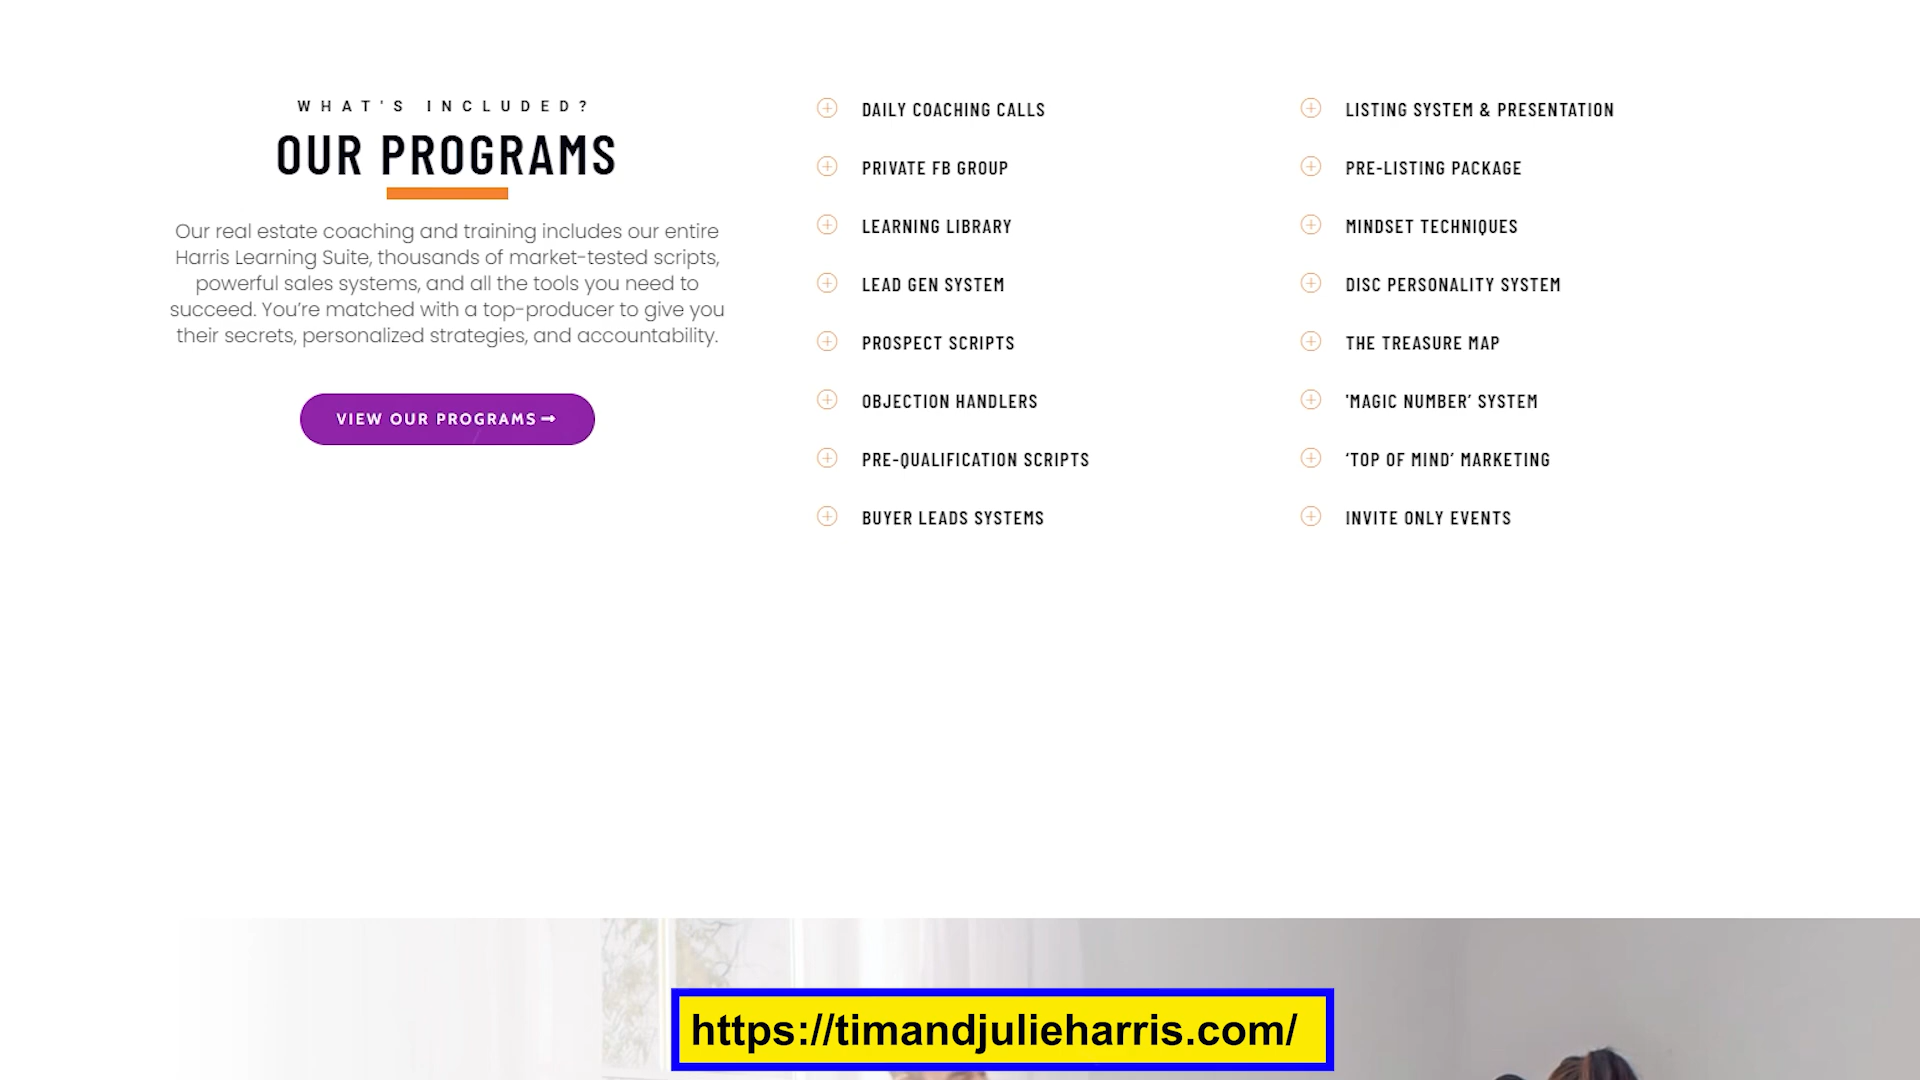 WHAT'S INCLUDED?
OUR PROGRAMS
Our real estate coaching and training includes our entire
Harris Learning Suite, thousands of market-tested scripts,
powerful sales systems, and all the tools you need to
succeed. You’re matched with a top-producer to give you
their secrets, personalized strategies, and accountability.
VIEW OUR PROGRAMS
DAILY COACHING CALLS
PRIVATE FB GROUP
LEARNING LIBRARY
LEAD GEN SYSTEM
PROSPECT SCRIPTS
OBJECTION HANDLERS
PRE-QUALIFICATION SCRIPTS
BUYER LEADS SYSTEMS
LISTING SYSTEM & PRESENTATION
PRE-LISTING PACKAGE
MINDSET TECHNIQUES
DISC PERSONALITY SYSTEM
THE TREASURE MAP
'MAGIC NUMBER’ SYSTEM
‘TOP OF MIND’ MARKETING
INVITE ONLY EVENTS
https://timandjulieharris.com/